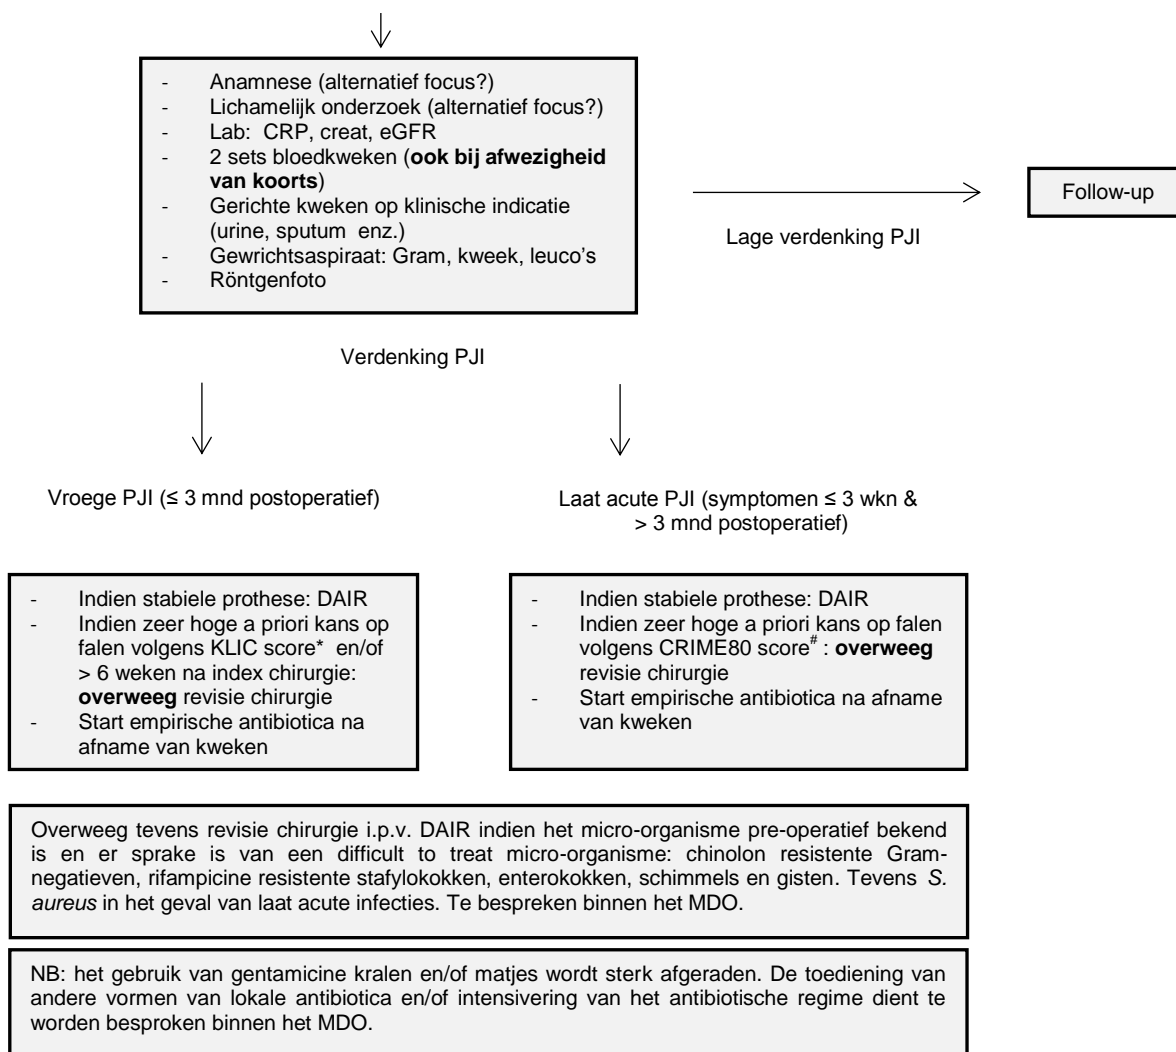 - Anamnese (alternatief focus?)
- Lichamelijk onderzoek (alternatief focus?)
- Lab: CRP, creat, eGFR
- 2 sets bloedkweken (ook bij afwezigheid
van koorts)
- Gerichte kweken op klinische indicatie
(urine, sputum enz.)
- Gewrichtsaspiraat: Gram, kweek, leuco's
- Röntgenfoto
Follow-up
Lage verdenking PJI
Verdenking PJI
Vroege PJI (≤ 3 mnd postoperatief)
Laat acute PJI (symptomen ≤ 3 wkn &
> 3 mnd postoperatief)
- Indien stabiele prothese: DAIR
- Indien zeer hoge a priori kans op
falen volgens KLIC score* en/of
> 6 weken na index chirurgie:
overweeg revisie chirurgie
- Start empirische antibiotica na
afname van kweken
- Indien stabiele prothese: DAIR
- Indien zeer hoge a priori kans op
falen volgens CRIME80 score# : overweeg
revisie chirurgie
- Start empirische antibiotica na afname
van kweken
Overweeg tevens revisie chirurgie i.p.v. DAIR indien het micro-organisme pre-operatief bekend
is en er sprake is van een difficult to treat micro-organisme: chinolon resistente Gram-
negatieven, rifampicine resistente stafylokokken, enterokokken, schimmels en gisten. Tevens S.
aureus in het geval van laat acute infecties. Te bespreken binnen het MDO.
NB: het gebruik van gentamicine kralen en/of matjes wordt sterk afgeraden. De toediening van
andere vormen van lokale antibiotica en/of intensivering van het antibiotische regime dient te
worden besproken binnen het MDO.